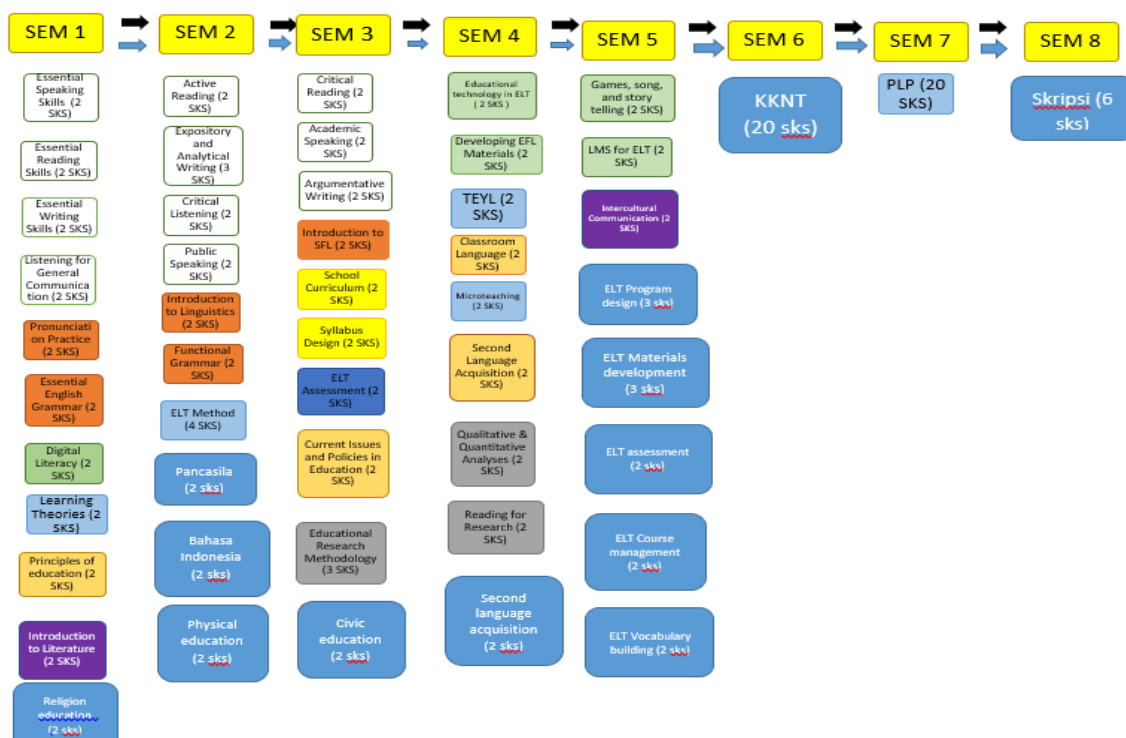 SEM 1
SEM 2
SEM 3
SEM 4
SEM 5
SEM 6
SEM 7
SEM 8
Essential
Speaking
Skills (2
SKS)
Essential
Reading
Skills (2 SKS)
Essential
Writing
Skills (2 SKS)
Listening for
General
Communica
tion (2 SKS)
Pronunciati
on Practice
(2 SKS)
Essential
English
Grammar (2
SKS)
Digital
Literacy (2
SKS)
Learning
Theories (2
SKS)
Principles of
education (2
SKS)
Introduction
to Literature
(2 SKS)
Religion
education
(2 sks)
Active
Reading (2
SKS)
Expository
and
Analytical
Writing (3
SKS)
Critical
Listening (2
SKS)
Public
Speaking (2
SKS)
Introduction
to Linguistics
(2 SKS)
Functional
Grammar (2
SKS)
ELT Method
(4 SKS)
Pancasila
(2 sks)
Bahasa
Indonesia
(2 sks)
Physical
education
(2 sks)
Critical
Reading (2
SKS)
Academic
Speaking (2
SKS)
Argumentative
Writing (2 SKS)
Introduction to
SFL (2 SKS)
School
Curriculum (2
SKS)
Syllabus
Design (2
SKS)
ELT
Assessment (2
SKS)
Current Issues
and Policies in
Education (2
SKS)
Educational
Research
Methodology
(3 SKS)
Civic
education
(2 sks)
Educational
technology in ELT
( 2 SKS )
Developing EFL
Materials (2
SKS)
TEYL (2
SKS)
Classroom
Language (2
SKS)
Microteaching
(2 SKS)
Second
Language
Acquisition (2
SKS)
Qualitative &
Quantitative
Analyses (2
SKS)
Reading for
Research (2
SKS)
Second
language
acquisition
(2 sks)
Games, song,
and story
telling (2 SKS)
LMS for ELT (2
SKS)
Intercultural
Communication (2
SKS)
ELT Program
design (3 sks)
ELT Materials
development
(3 sks)
ELT assessment
(2 sks)
ELT Course
management
(2 sks)
ELT Vocabulary
building (2 sks)
KKNT
(20 sks)
PLP (20
SKS)
Skripsi (6
sks)